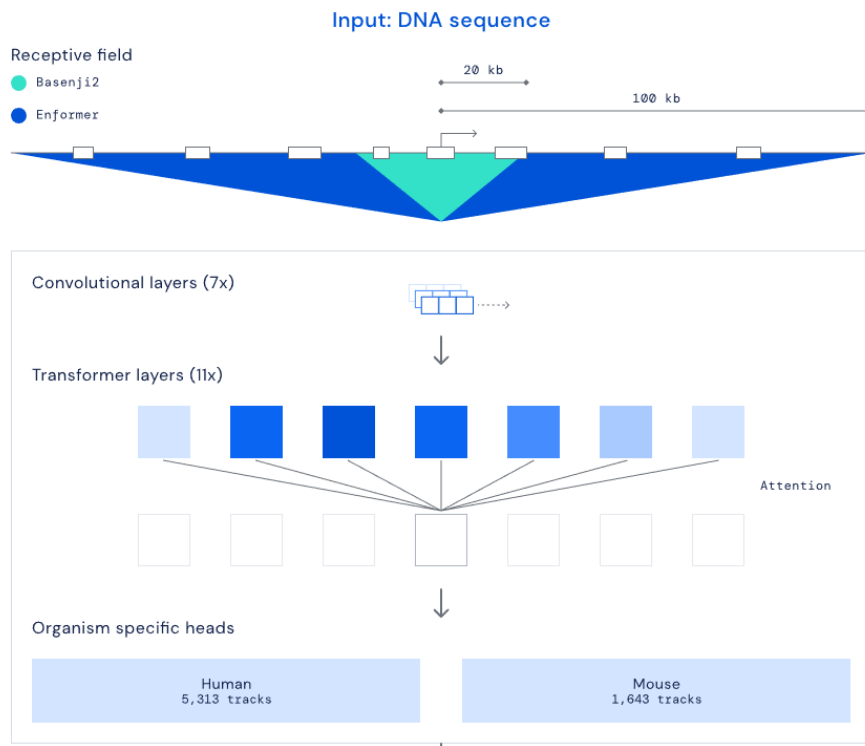 Input: DNA sequence
Receptive field
Basenji2
20 kb
100 kb
Enformer
Convolutional layers (7x)
Transformer layers (11x)
Attention
Organism specific heads
Human
5,313 tracks
Mouse
1,643 tracks